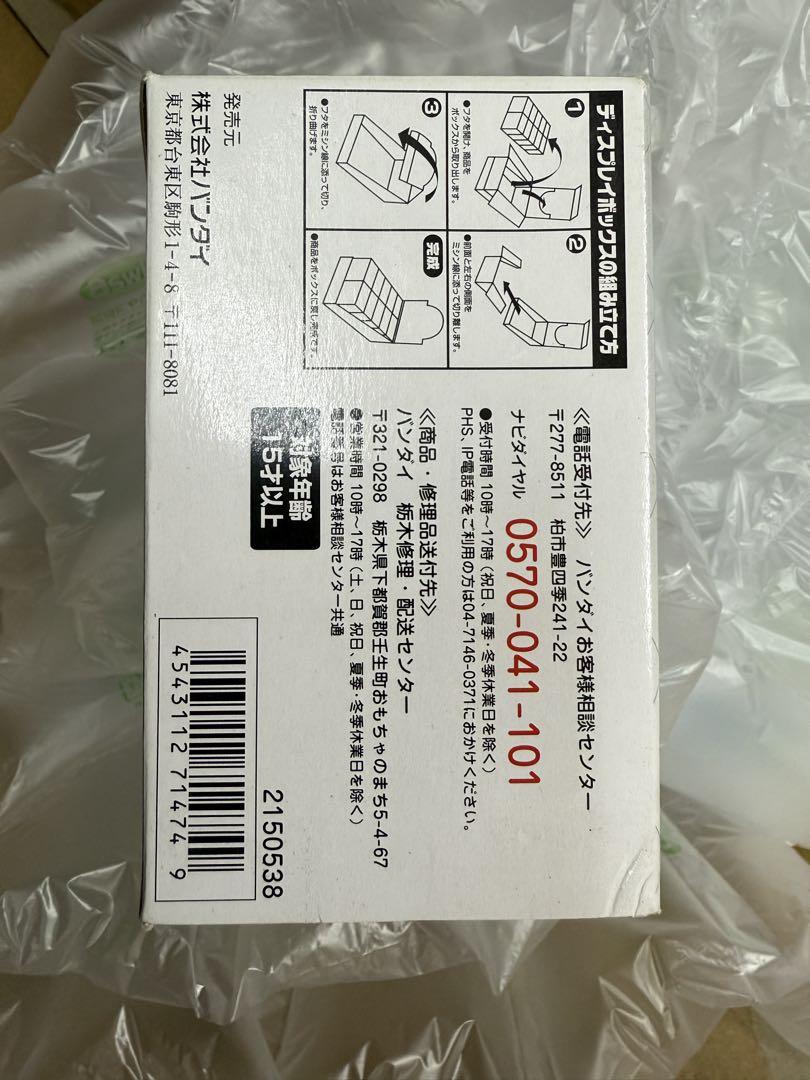 ディスプレイボックスの組み立て方
①
●フタを開け、商品を
ボックスから取り出します。
②
●前面と左右の側面を
ミシン線に添って切り離します。
③
●フタをミシン線に添って切り、
折り曲げます。
完成
●商品をボックスに戻し完成です。
発売元
株式会社バンダイ
東京都台東区駒形1-4-8 〒111-8081
《電話受付先》 バンダイお客様相談センター
〒277-8511 柏市豊四季241-22
ナビダイヤル 0570-041-101
●受付時間 10時～17時(祝日、夏季・冬季休業日を除く)
PHS、IP電話等をご利用の方は04-7146-0371におかけください。
《商品・修理品送付先》
バンダイ 栃木修理・配送センター
〒321-0298 栃木県下都賀郡壬生町おもちゃのまち5-4-67
●営業時間 10時～17時(土、日、祝日、夏季・冬季休業日を除く)
電話番号はお客様相談センター共通
対象年齢
15才以上
2150538
4543112714749